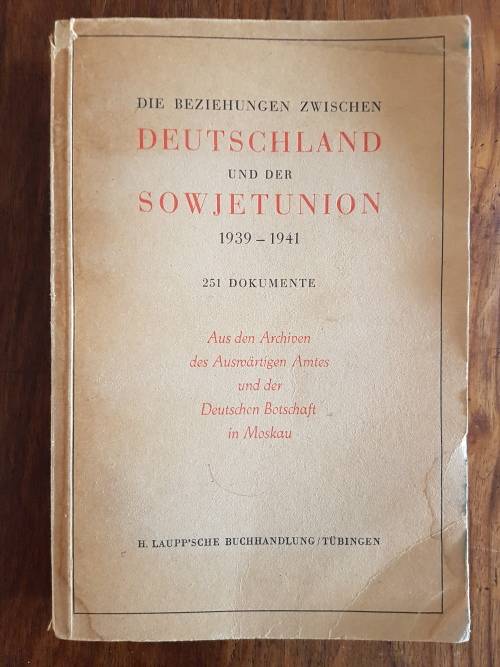 DIE BEZIEHUNGEN ZWISCHEN
DEUTSCHLAND
UND DER
SOWJETUNION
1939 – 1941
251 DOKUMENTE
Aus den Archiven
des Auswärtigen Amtes
und der
Deutschen Botschaft
in Moskau
H. LAUPP'SCHE BUCHHANDLUNG/TÜBINGEN